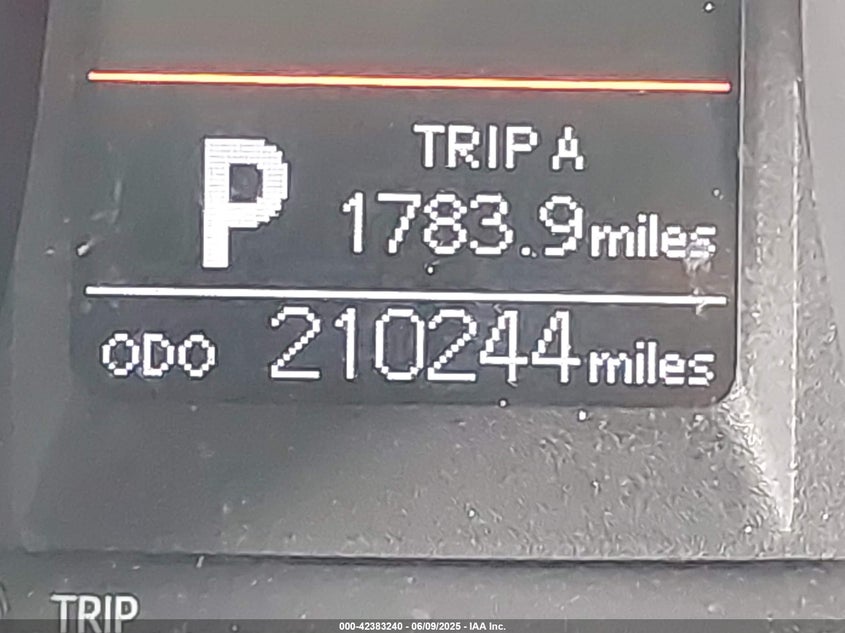 TRIP A
P
1783.9miles
ODO 210244miles
TRIP
000-42383240 - 06/09/2025 - IAA Inc.